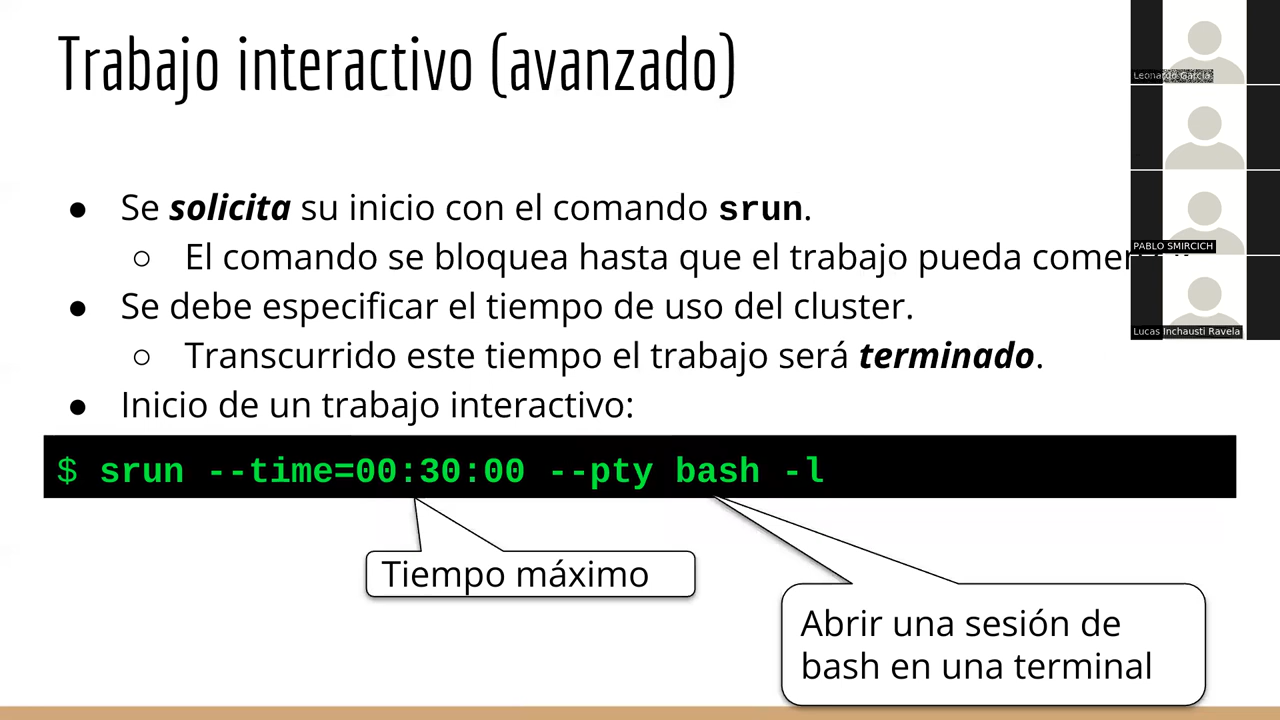 Trabajo interactivo (avanzado)
● Se solicita su inicio con el comando srun.
○ El comando se bloquea hasta que el trabajo pueda
● Se debe especificar el tiempo de uso del cluster.
○ Transcurrido este tiempo el trabajo será terminado.
● Inicio de un trabajo interactivo:
$ srun --time=00:30:00 --pty bash -l
Tiempo máximo
Abrir una sesión de
bash en una terminal
Leonardo García
PABLO SMIRCICH
Lucas Inchausti Ravela